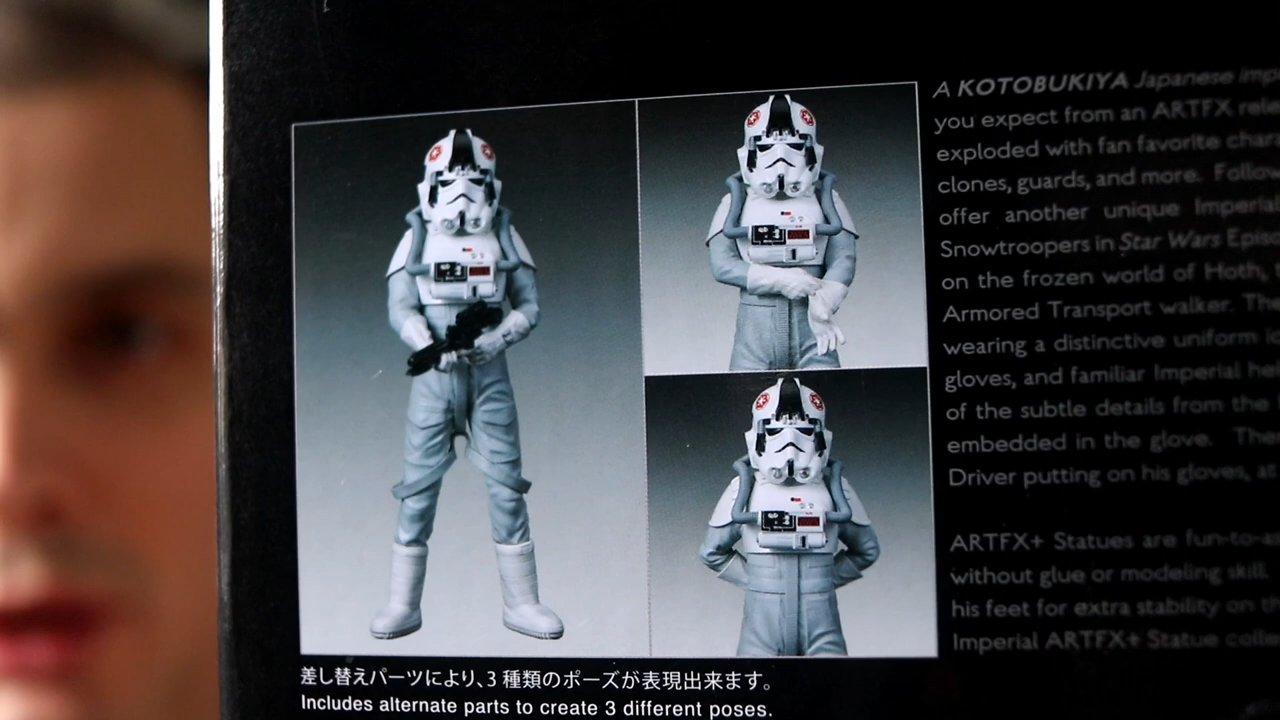 A KOTOBUKIYA Japanese
you expect from an ARTFX
exploded with fan favorite
clones, guards, and more.
offer another unique Imperial
Snowtroopers in Star Wars
on the frozen world of Hoth,
Armored Transport walker.
wearing a distinctive uniform
gloves, and familiar Imperial
of the subtle details from the
embedded in the glove.
Driver putting on his gloves,
ARTFX+ Statues are
without glue or modeling skill.
his feet for extra stability on
Imperial ARTFX+ Statue
差し替えパーツにより、3種類のポーズが表現出来ます。
Includes alternate parts to create 3 different poses.